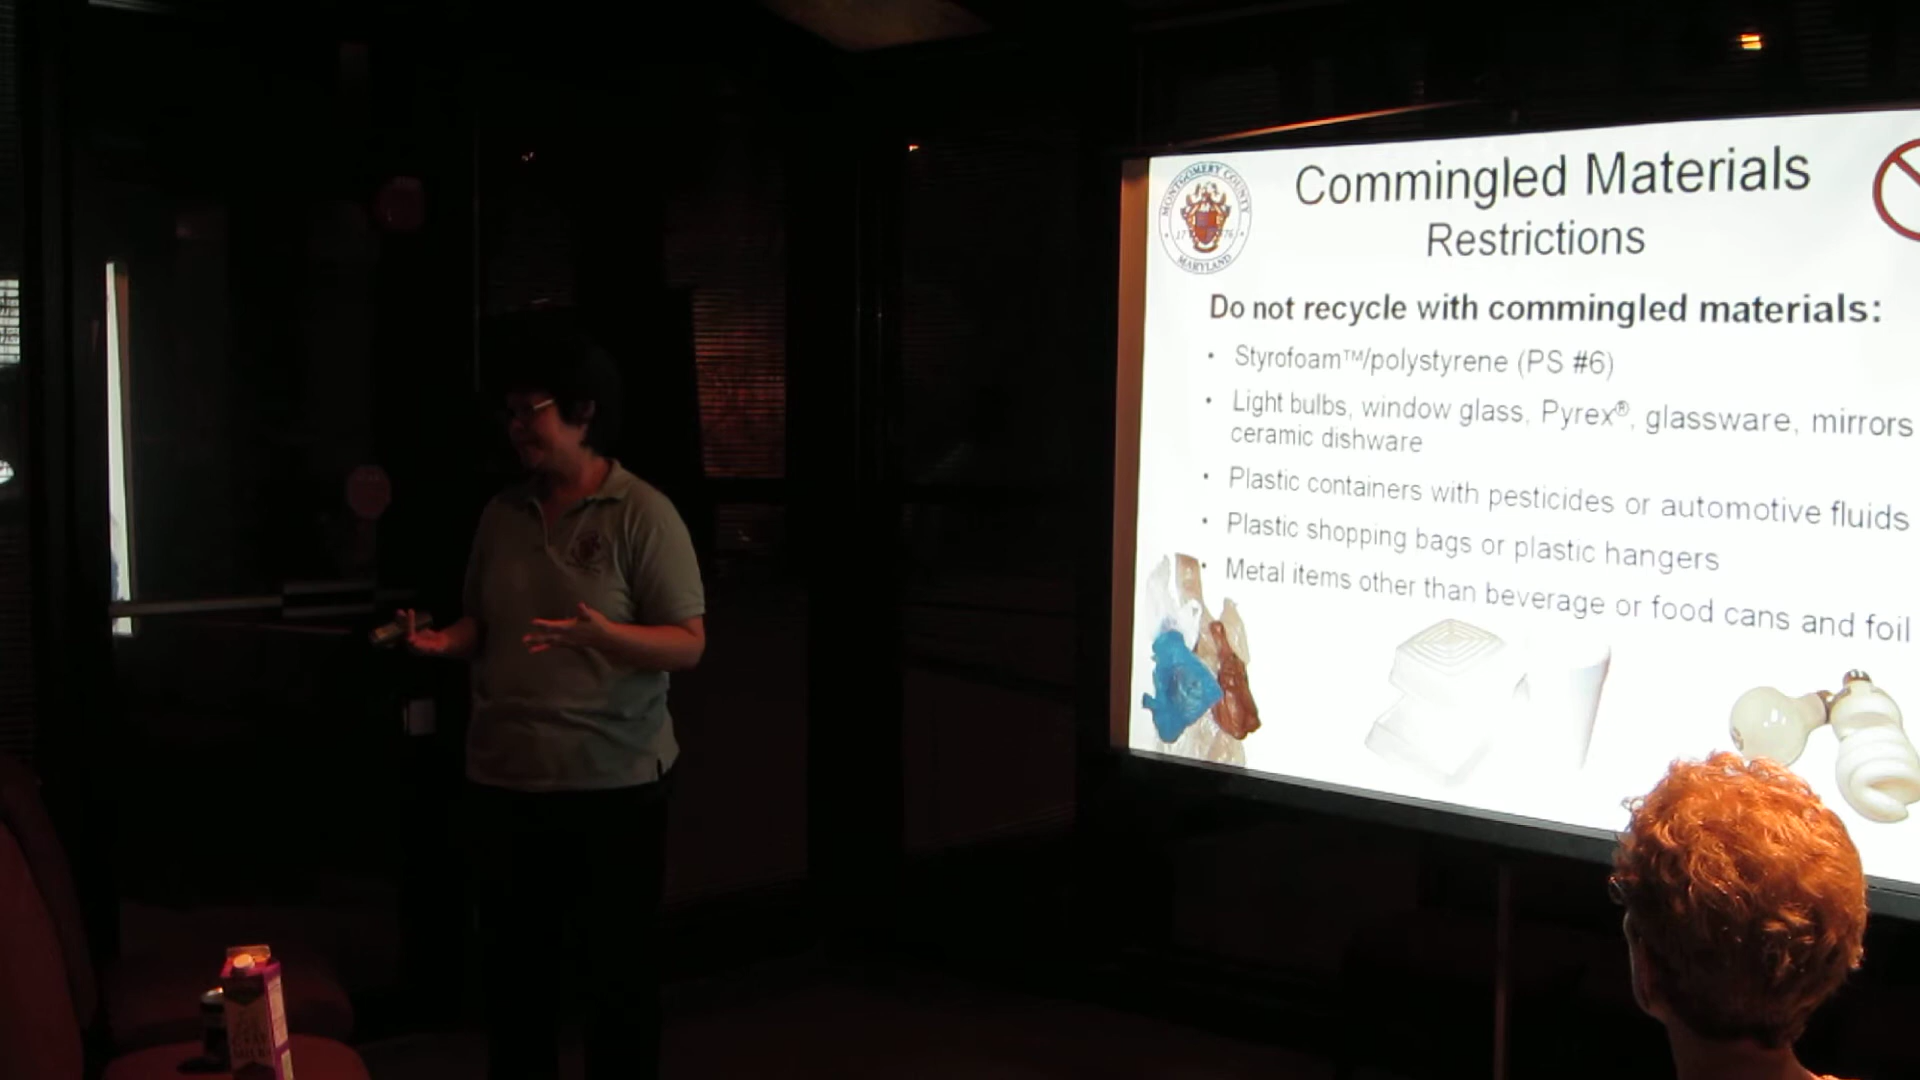 Commingled Materials
Restrictions
MONTGOMERY COUNTY
17 76
MARYLAND
Do not recycle with commingled materials:
• Styrofoam™/polystyrene (PS #6)
• Light bulbs, window glass, Pyrex®, glassware, mirrors
ceramic dishware
• Plastic containers with pesticides or automotive fluids
• Plastic shopping bags or plastic hangers
• Metal items other than beverage or food cans and foil